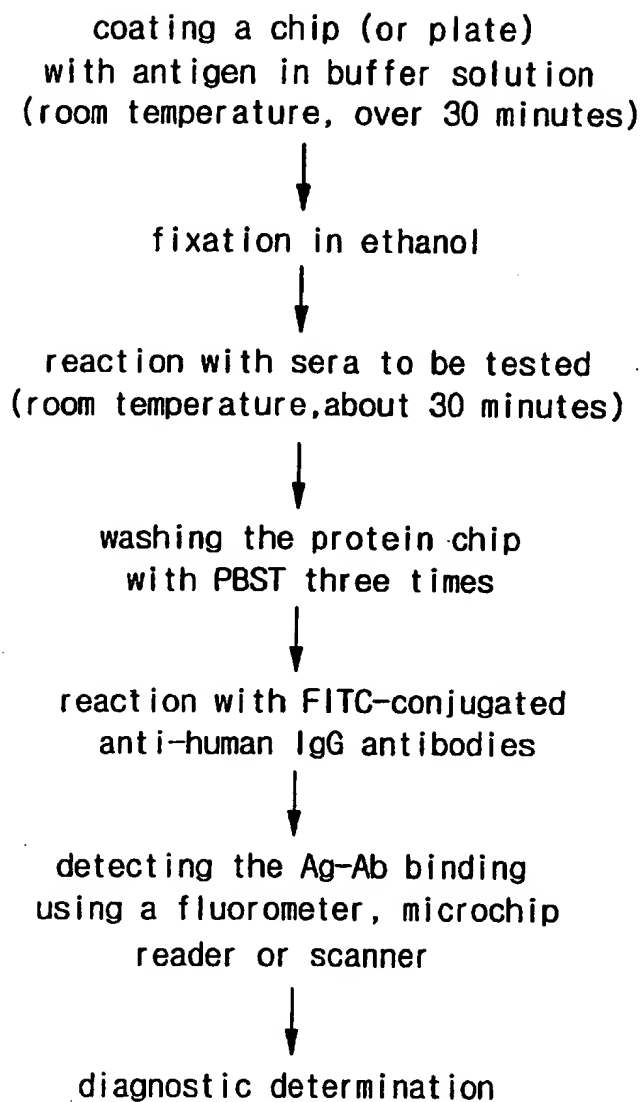 coating a chip (or plate)
with antigen in buffer solution
(room temperature, over 30 minutes)
fixation in ethanol
reaction with sera to be tested
(room temperature,about 30 minutes)
washing the protein chip
with PBST three times
reaction with FITC-conjugated
anti-human IgG antibodies
detecting the Ag-Ab binding
using a fluorometer, microchip
reader or scanner
diagnostic determination